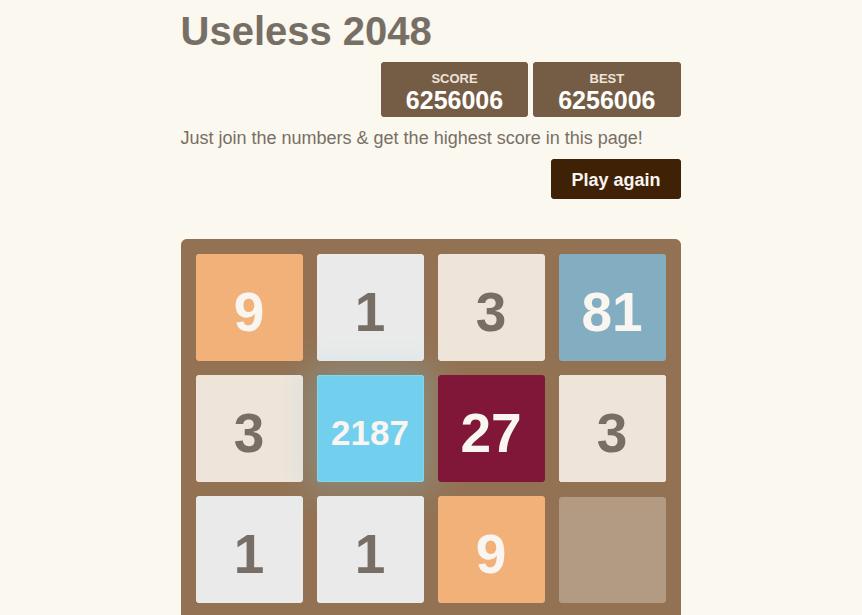 Useless 2048
SCORE BEST
6256006 6256006
Just join the numbers & get the highest score in this page!
Play again
9 1 3 81
3 2187 27 3
1 1 9